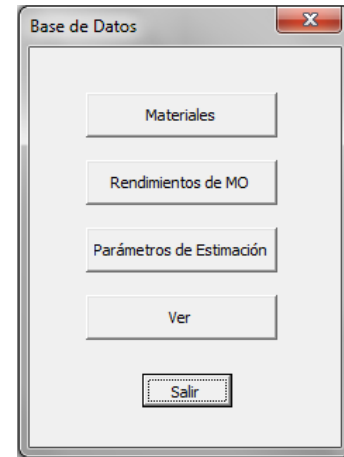 Base de Datos
Materiales
Rendimientos de MO
Parámetros de Estimación
Ver
Salir